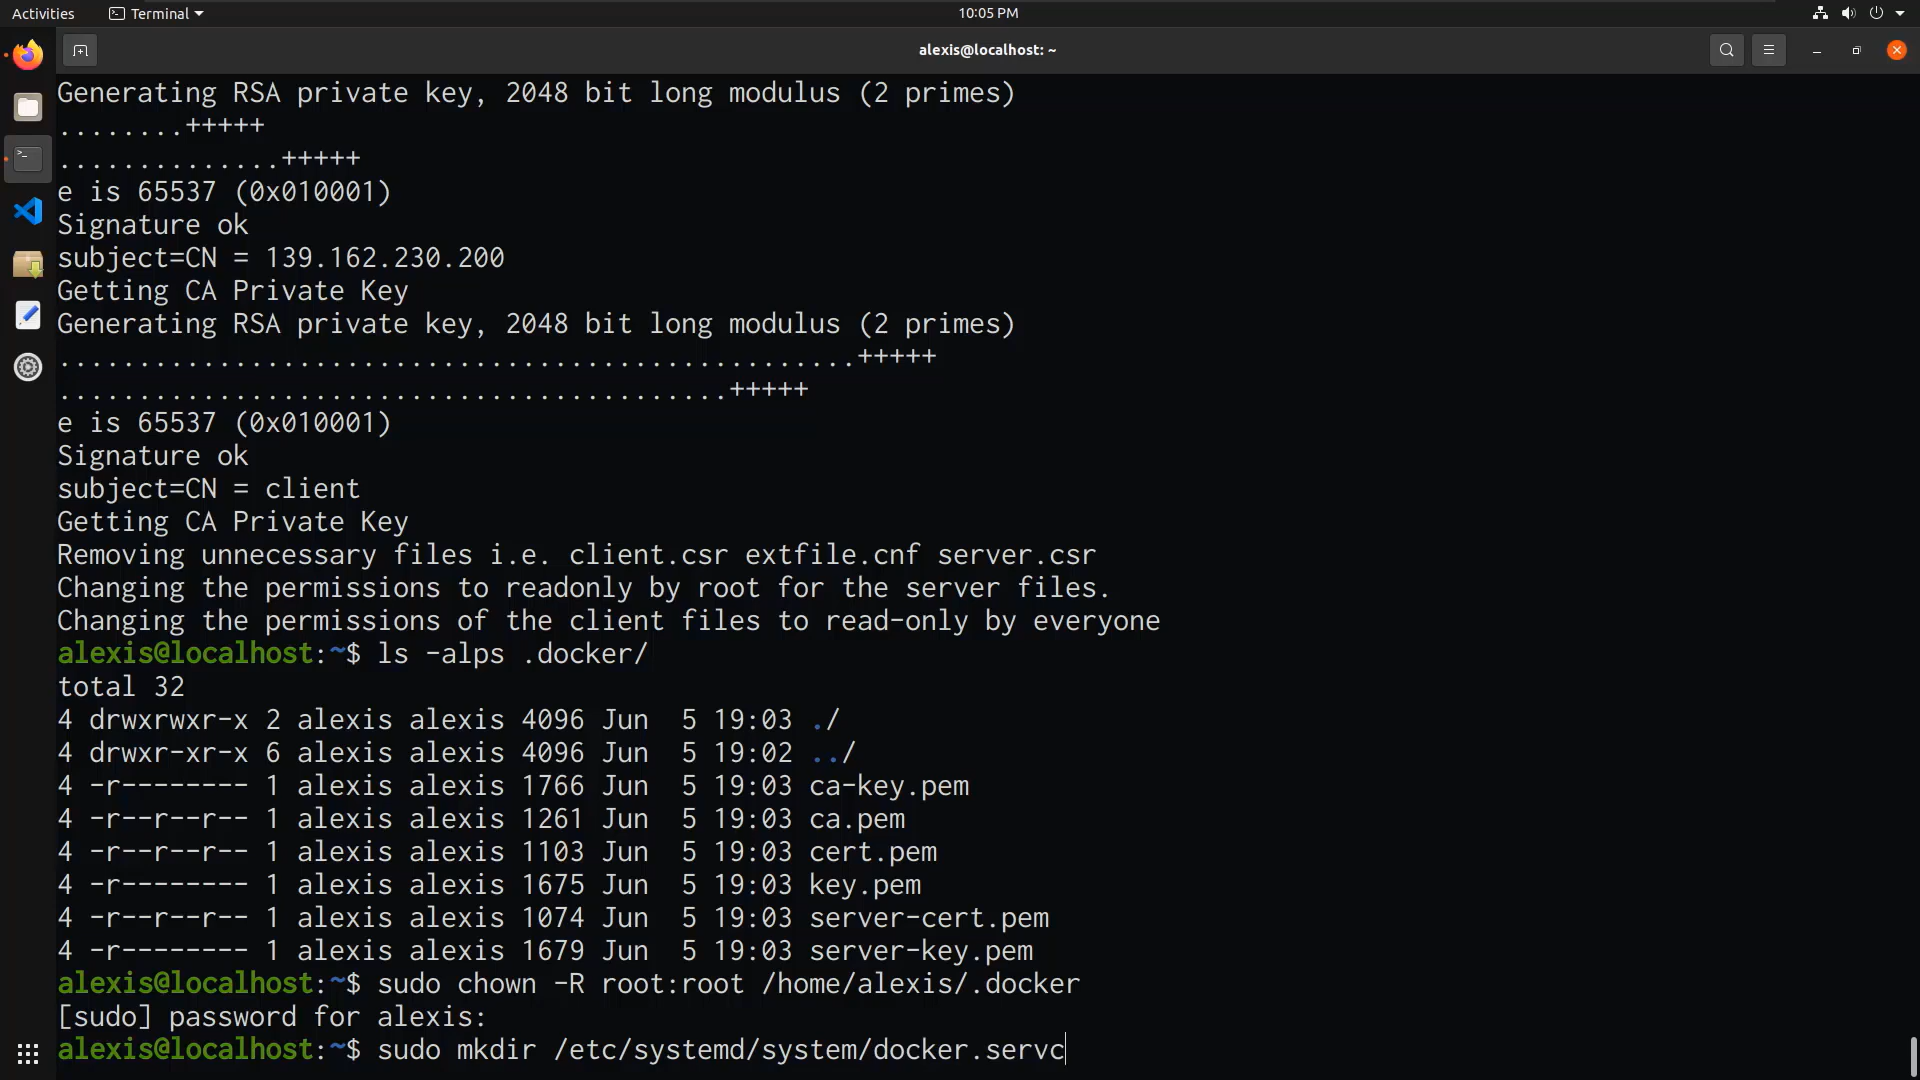 Activities Terminal 10:05 PM
alexis@localhost: ~
Generating RSA private key, 2048 bit long modulus (2 primes)
........+++++
..............+++++
e is 65537 (0x010001)
Signature ok
subject=CN = 139.162.230.200
Getting CA Private Key
Generating RSA private key, 2048 bit long modulus (2 primes)
..................................................+++++
..........................................+++++
e is 65537 (0x010001)
Signature ok
subject=CN = client
Getting CA Private Key
Removing unnecessary files i.e. client.csr extfile.cnf server.csr
Changing the permissions to readonly by root for the server files.
Changing the permissions of the client files to read-only by everyone
alexis@localhost:~$ ls -alps .docker/
total 32
4 drwxrwxr-x 2 alexis alexis 4096 Jun  5 19:03 ./
4 drwxr-xr-x 6 alexis alexis 4096 Jun  5 19:02 ../
4 -r-------- 1 alexis alexis 1766 Jun  5 19:03 ca-key.pem
4 -r--r--r-- 1 alexis alexis 1261 Jun  5 19:03 ca.pem
4 -r--r--r-- 1 alexis alexis 1103 Jun  5 19:03 cert.pem
4 -r-------- 1 alexis alexis 1675 Jun  5 19:03 key.pem
4 -r--r--r-- 1 alexis alexis 1074 Jun  5 19:03 server-cert.pem
4 -r-------- 1 alexis alexis 1679 Jun  5 19:03 server-key.pem
alexis@localhost:~$ sudo chown -R root:root /home/alexis/.docker
[sudo] password for alexis:
alexis@localhost:~$ sudo mkdir /etc/systemd/system/docker.servc